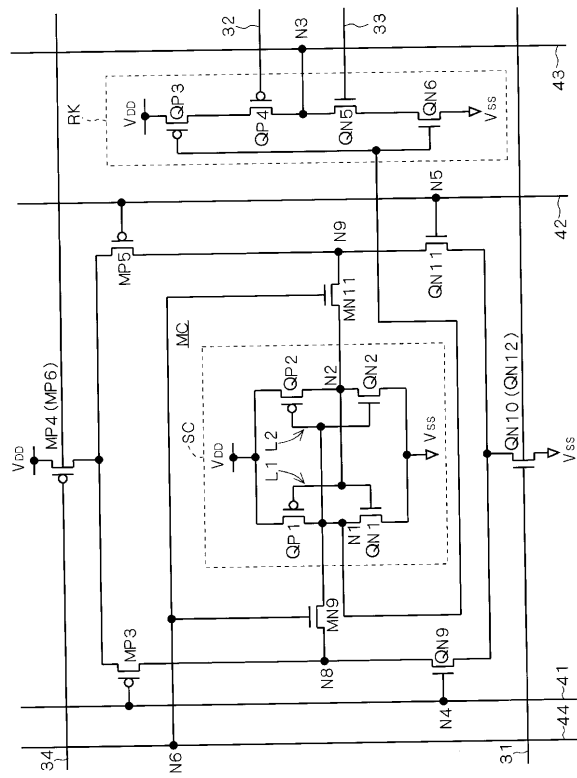 32
N3
33
43
RK
VDD
QP3
QP4
QN5
QN6
VSS
N5
42
MP5
N9
QN11
MN11
MC
MP4 (MP6)
VDD
SC
VDD
QP2
N2
QN2
L1
L2
QP1
N1
QN1
VSS
QN10 (QN12)
VSS
MN9
MP3
N8
QN9
N4
41
44
34
N6
31